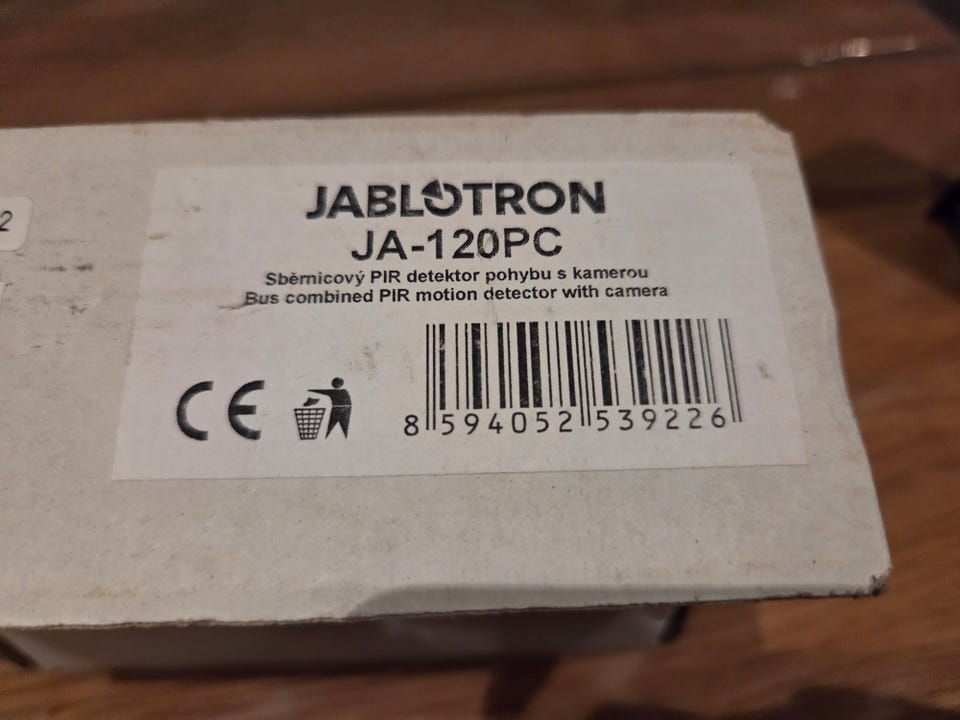 JABLOTRON
JA-120PC
Sběrnicový PIR detektor pohybu s kamerou
Bus combined PIR motion detector with camera
CE
8 594052 539226
2